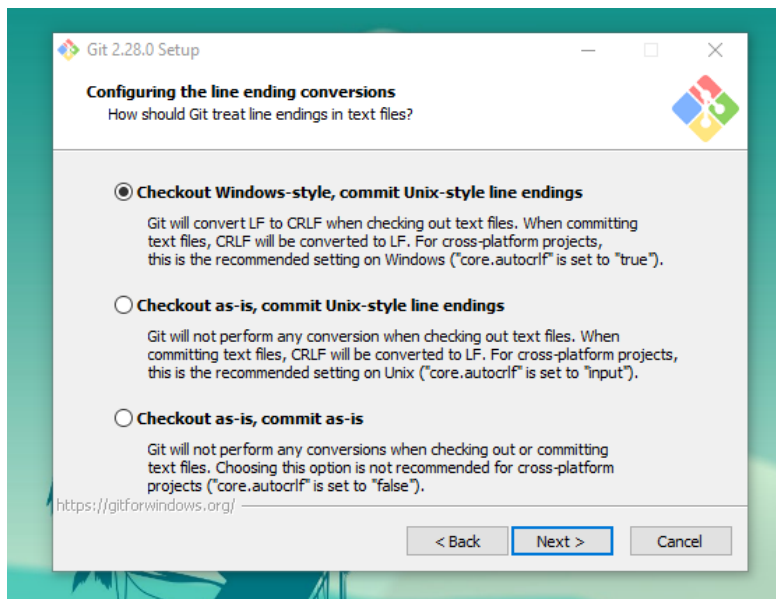 Git 2.28.0 Setup
Configuring the line ending conversions
How should Git treat line endings in text files?
Checkout Windows-style, commit Unix-style line endings
Git will convert LF to CRLF when checking out text files. When committing
text files, CRLF will be converted to LF. For cross-platform projects,
this is the recommended setting on Windows ("core.autocrlf" is set to "true").
Checkout as-is, commit Unix-style line endings
Git will not perform any conversion when checking out text files. When
committing text files, CRLF will be converted to LF. For cross-platform projects,
this is the recommended setting on Unix ("core.autocrlf" is set to "input").
Checkout as-is, commit as-is
Git will not perform any conversions when checking out or committing
text files. Choosing this option is not recommended for cross-platform
projects ("core.autocrlf" is set to "false").
https://gitforwindows.org/
< Back
Next >
Cancel